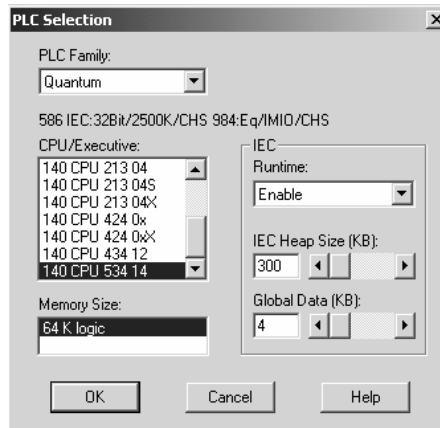 PLC Selection
PLC Family:
Quantum
586 IEC:32Bit/2500K/CHS 984:Eq/IMIO/CHS
CPU/Executive:
140 CPU 213 04
140 CPU 213 04S
140 CPU 213 04X
140 CPU 424 0x
140 CPU 424 0xX
140 CPU 434 12
140 CPU 534 14
Memory Size:
64 K logic
IEC
Runtime:
Enable
IEC Heap Size (KB):
300
Global Data (KB):
4
OK
Cancel
Help